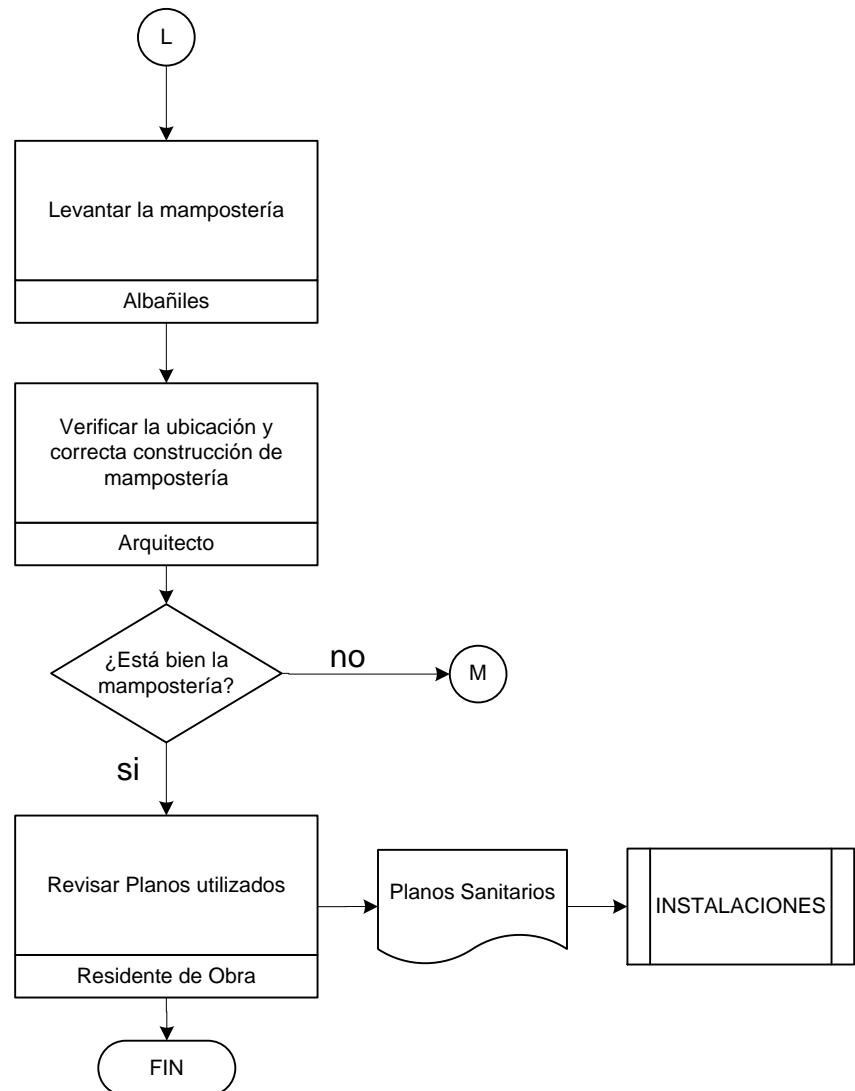 L
Levantar la mampostería
Albañiles
Verificar la ubicación y
correcta construcción de
mampostería
Arquitecto
¿Está bien la
mampostería?
no
M
si
Revisar Planos utilizados
Planos Sanitarios
INSTALACIONES
Residente de Obra
FIN